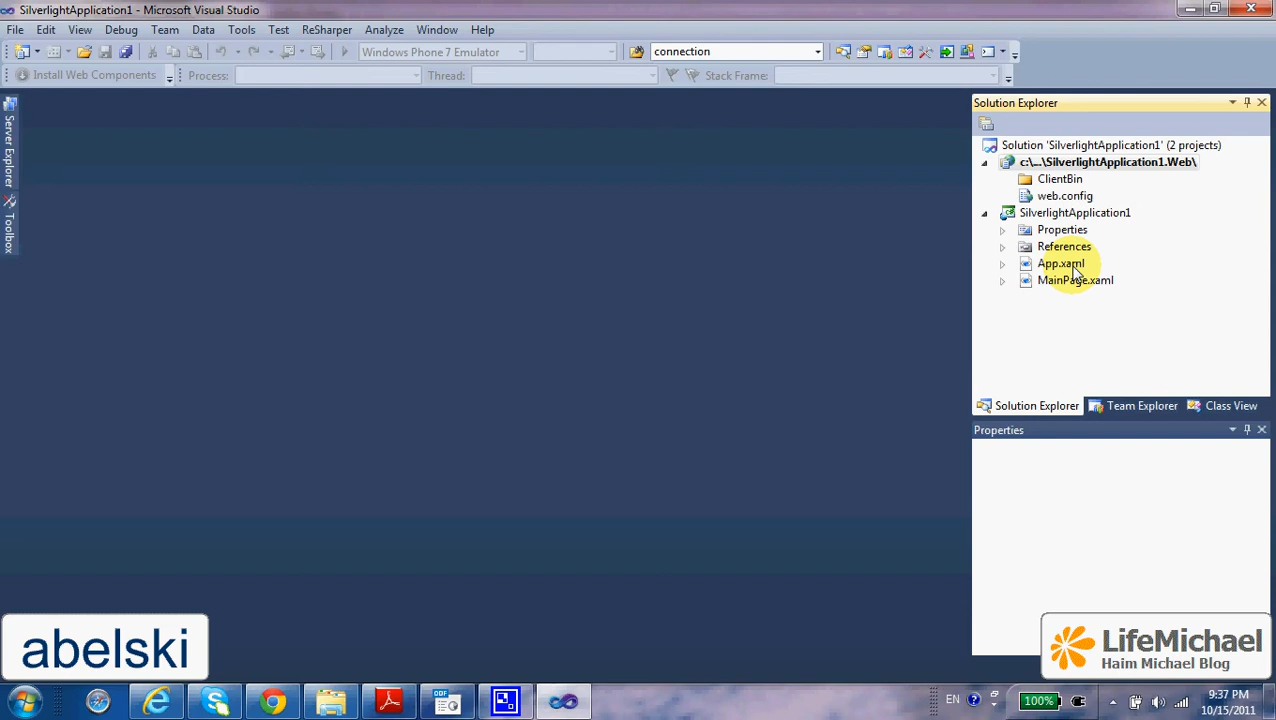 SilverlightApplication1 - Microsoft Visual Studio
File Edit View Debug Team Data Tools Test ReSharper Analyze Window Help
Windows Phone 7 Emulator connection
Install Web Components Process: Thread: Stack Frame:
Server Explorer
Toolbox
Solution Explorer
Solution 'SilverlightApplication1' (2 projects)
c:\...\SilverlightApplication1.Web\
ClientBin
web.config
SilverlightApplication1
Properties
References
App.xaml
MainPage.xaml
Solution Explorer Team Explorer Class View
Properties
abelski
LifeMichael
Haim Michael Blog
ODF
EN 100% 9:37 PM
10/15/2011